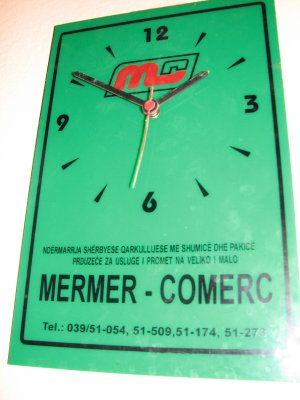 12
MC
9
3
6
NDËRMARRJA SHËRBYESE QARKULLUESE ME SHUMICË DHE PAKICË
PRDUZEĆE ZA USLUGE I PROMET NA VELIKO I MALO
MERMER - COMERC
Tel.: 039/51-054, 51-509,51-174, 51-273